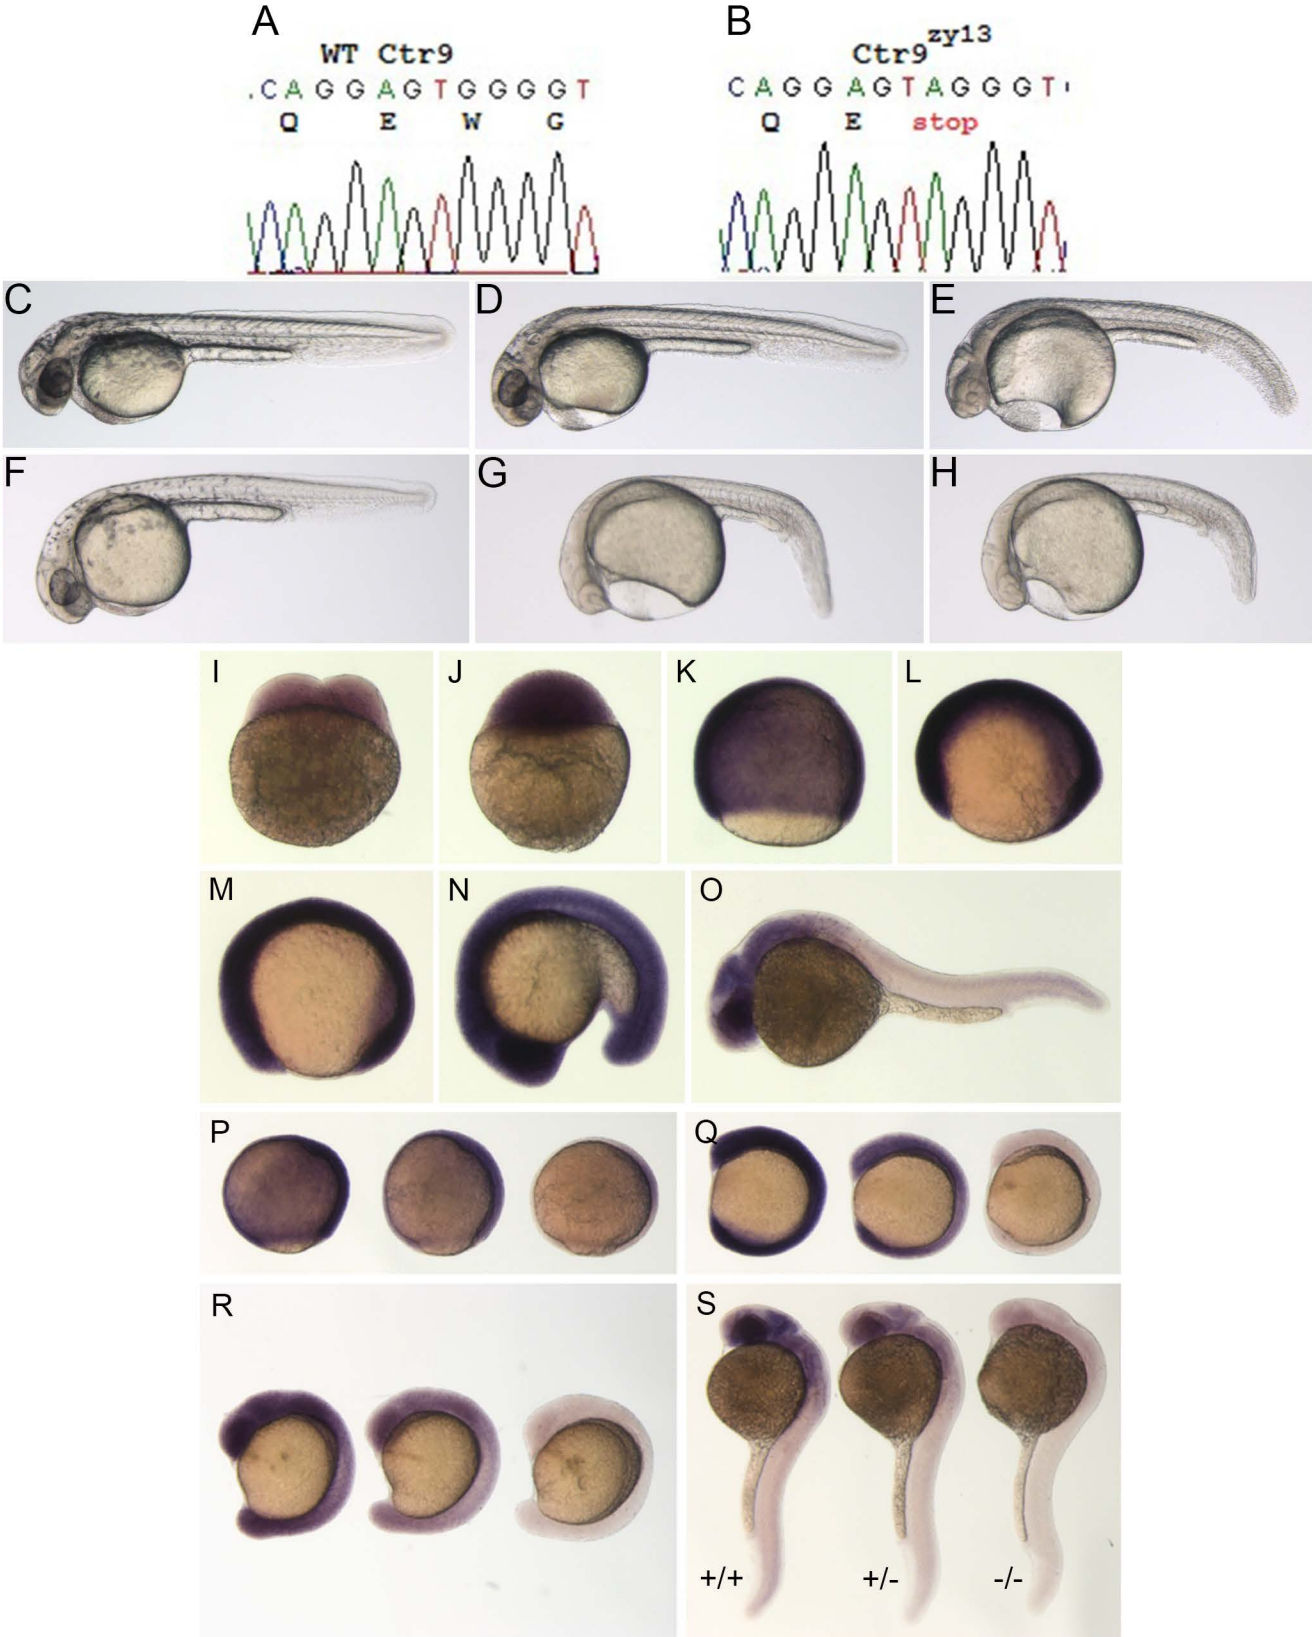 A
B
WT Ctr9
Ctr9zy13
CAGGAGTGGGGT
CAGGAGTAGGGT
Q E W G
Q E stop
C
D
E
F
G
H
I
J
K
L
M
N
O
P
Q
R
S
+/+
+/-
-/-